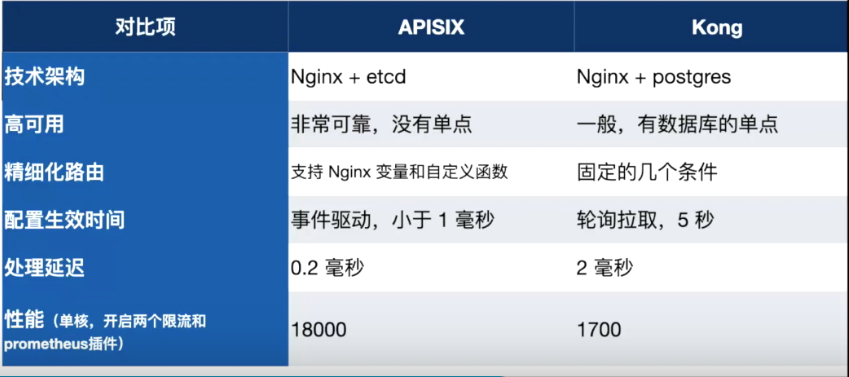 对比项 APISIX Kong
技术架构 Nginx + etcd Nginx + postgres
高可用 非常可靠，没有单点 一般，有数据库的单点
精细化路由 支持 Nginx 变量和自定义函数 固定的几个条件
配置生效时间 事件驱动，小于 1 毫秒 轮询拉取，5 秒
处理延迟 0.2 毫秒 2 毫秒
性能（单核，开启两个限流和
prometheus插件） 18000 1700